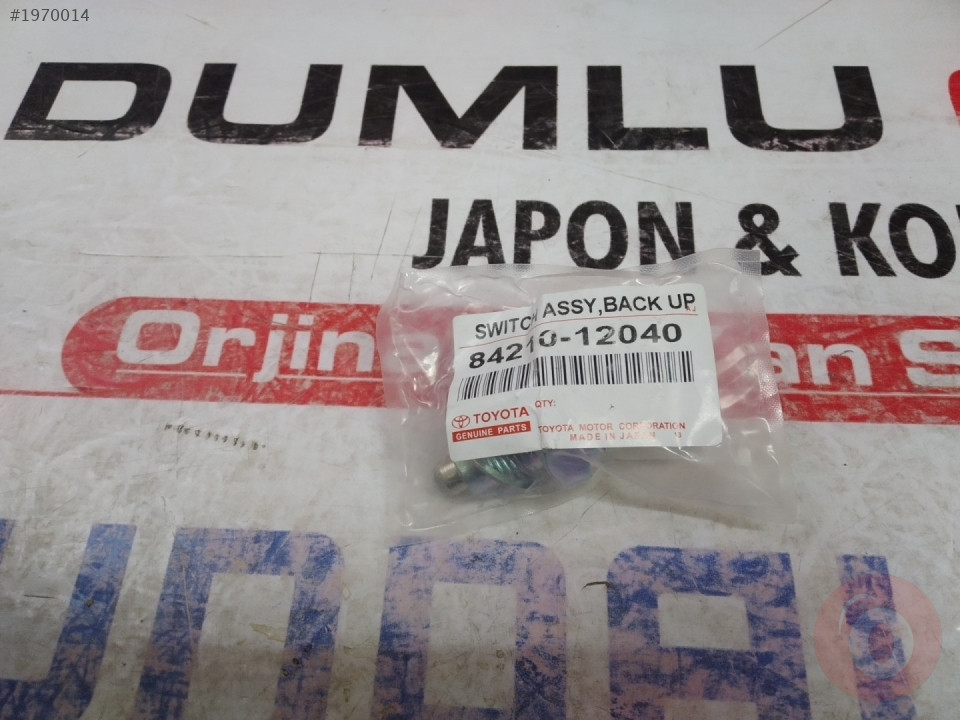 #1970014
DUMLU
JAPON & KO
Orjin
an S
SWITCH ASSY,BACK UP
84210-12040
QTY:
TOYOTA
GENUINE PARTS
TOYOTA MOTOR CORPORATION
MADE IN JAPAN
YUNDAI